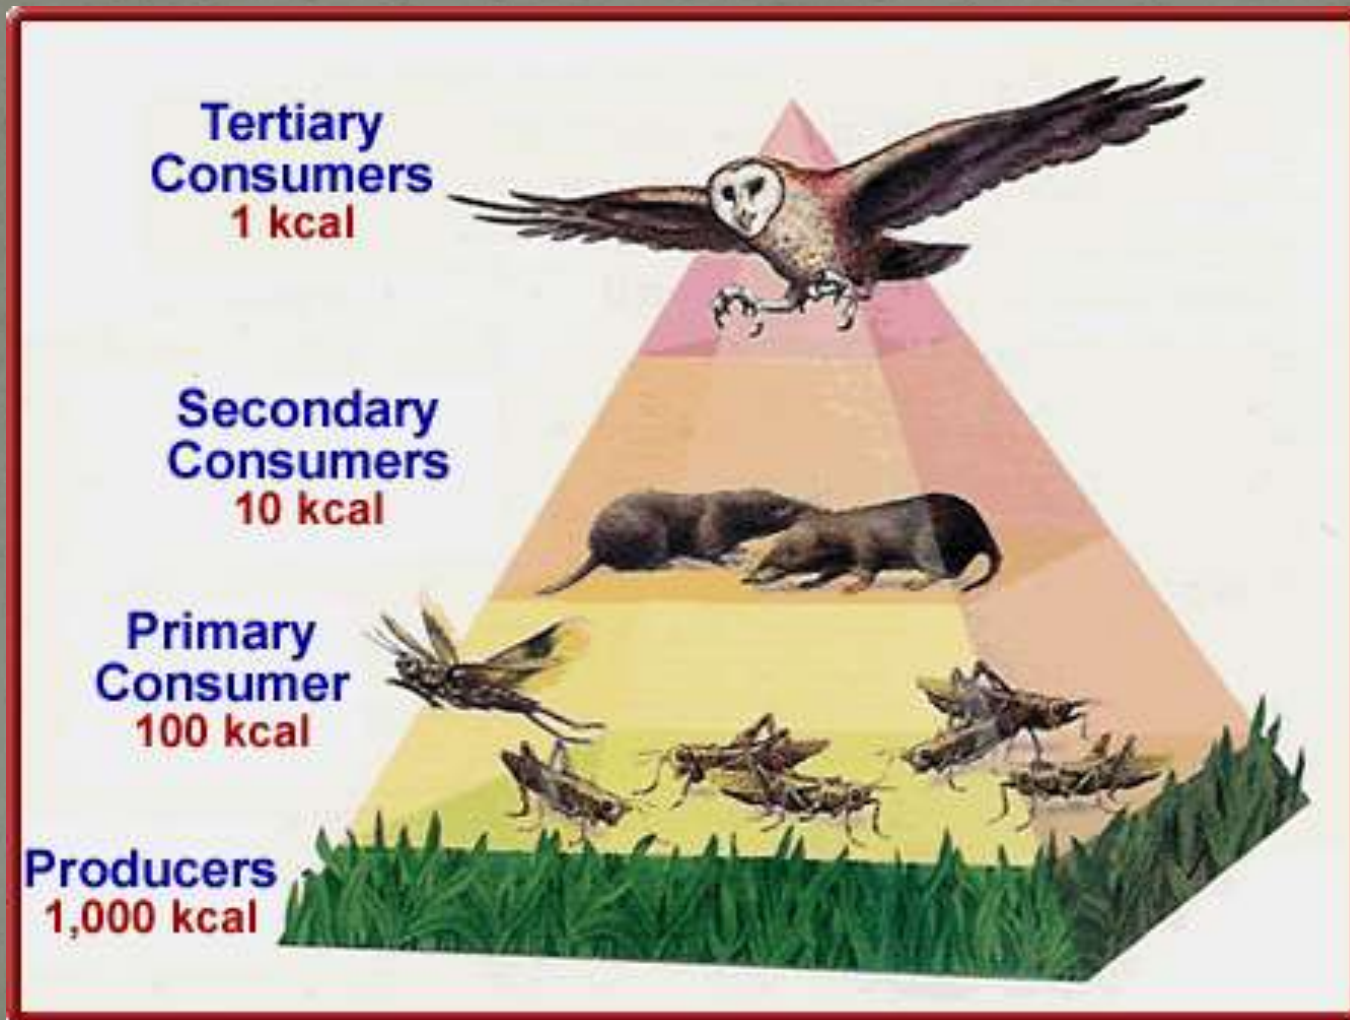 Tertiary
Consumers
1 kcal
Secondary
Consumers
10 kcal
Primary
Consumer
100 kcal
Producers
1,000 kcal